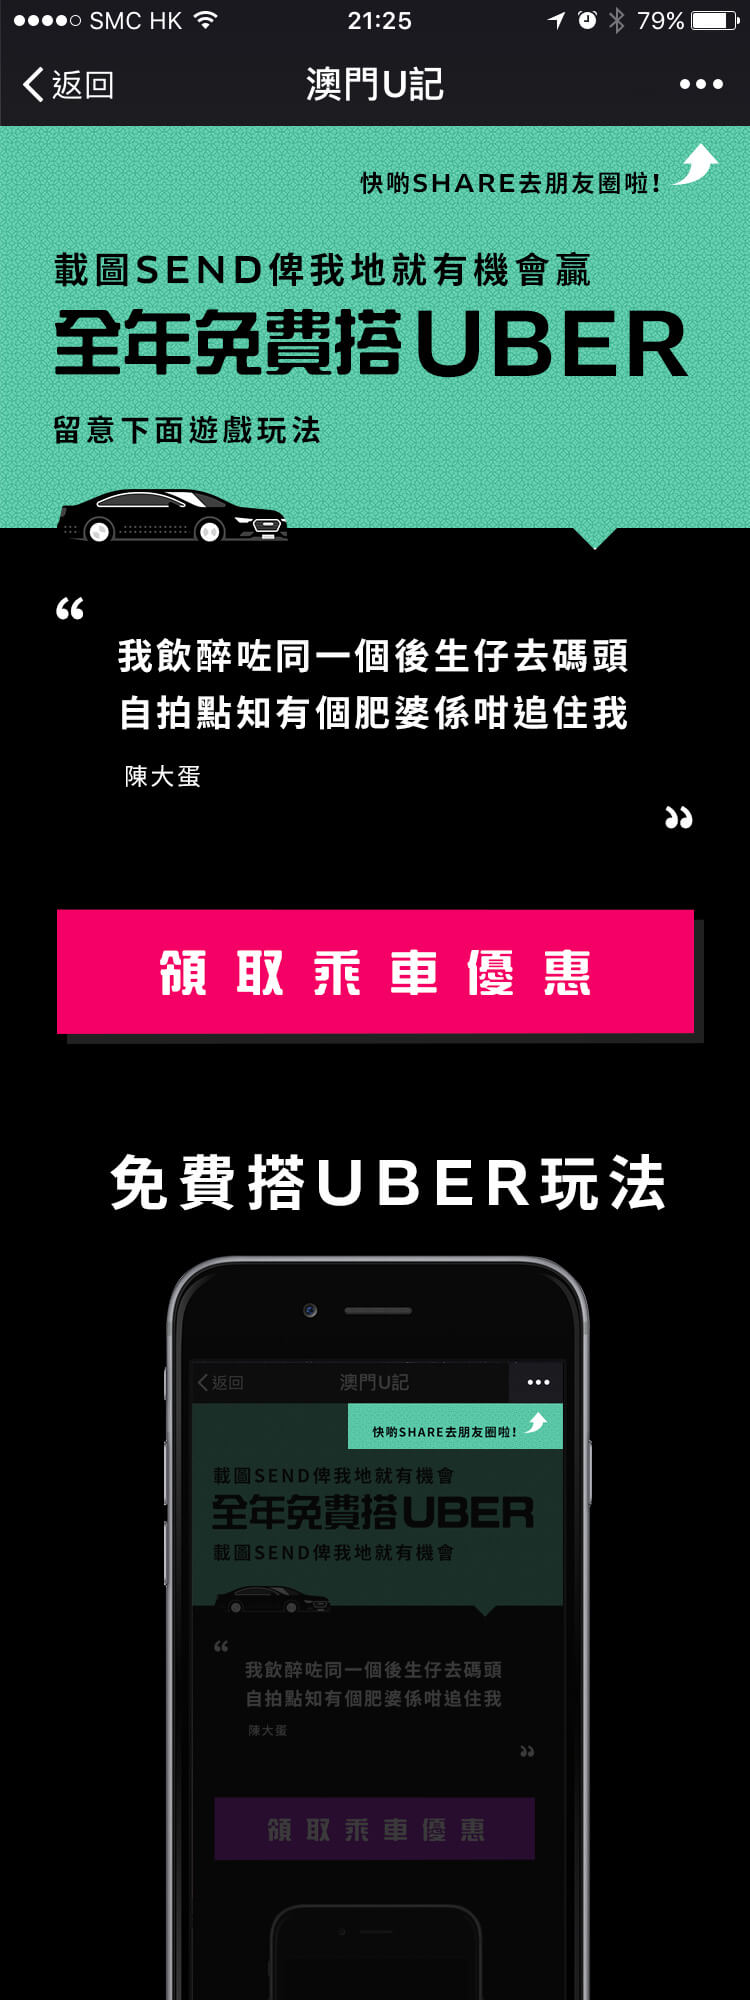 SMC HK
21:25
79%
返回
澳門U記
快啲SHARE去朋友圈啦!
載圖SEND俾我地就有機會贏
全年免費搭UBER
留意下面遊戲玩法
“
我飲醉咗同一個後生仔去碼頭
自拍點知有個肥婆係咁追住我
陳大蛋
”
領取乘車優惠
免費搭UBER玩法
返回
澳門U記
快啲SHARE去朋友圈啦!
載圖SEND俾我地就有機會
全年免費搭UBER
載圖SEND俾我地就有機會
“
我飲醉咗同一個後生仔去碼頭
自拍點知有個肥婆係咁追住我
陳大蛋
”
領取乘車優惠